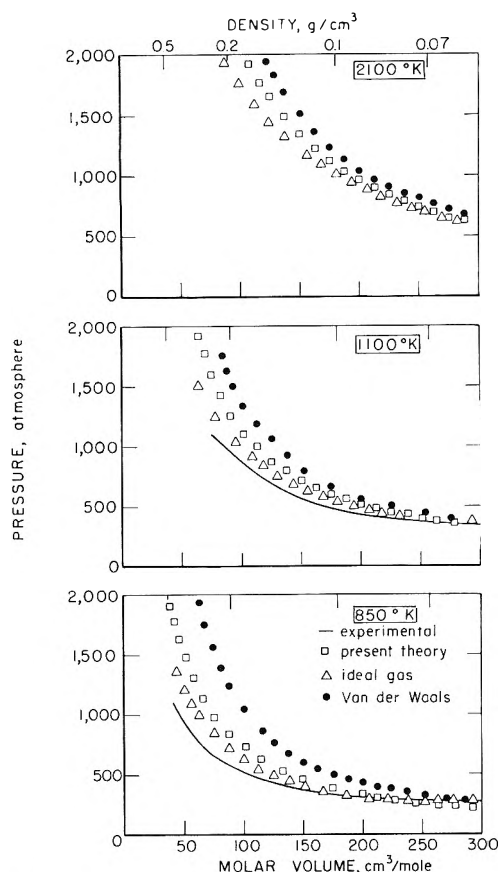 DENSITY, g/cm³
0.5 0.2 0.1 0.07
2,000
2100 °K
1,500
1,000
500
0
2,000
1100 °K
1,500
1,000
500
0
2,000
850 °K
experimental
1,500
present theory
ideal gas
Van der Waals
1,000
500
0
50 100 150 200 250 300
MOLAR VOLUME, cm³/mole
PRESSURE, atmosphere